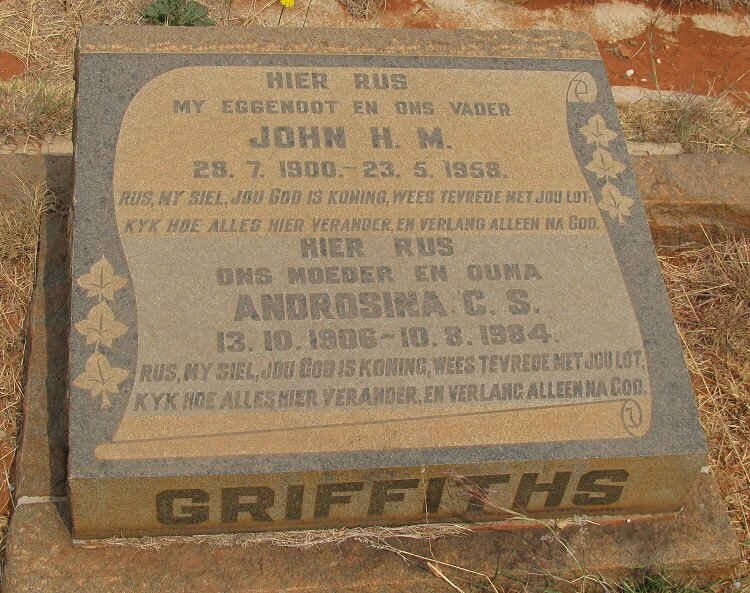 HIER RUS
MY EGGENOOT EN ONS VADER
JOHN H. M.
28. 7. 1900.-23. 5. 1958.
RUS, MY SIEL, JOU GOD IS KONING, WEES TEVREDE MET JOU LOT;
KYK HOE ALLES HIER VERANDER, EN VERLANG ALLEEN NA GOD.
HIER RUS
ONS MOEDER EN OUMA
ANDROSINA C. S.
13. 10. 1906-10. 8. 1984.
RUS, MY SIEL, JOU GOD IS KONING, WEES TEVREDE MET JOU LOT,
KYK HOE ALLES HIER VERANDER, EN VERLANG ALLEEN NA GOD.
GRIFFITHS